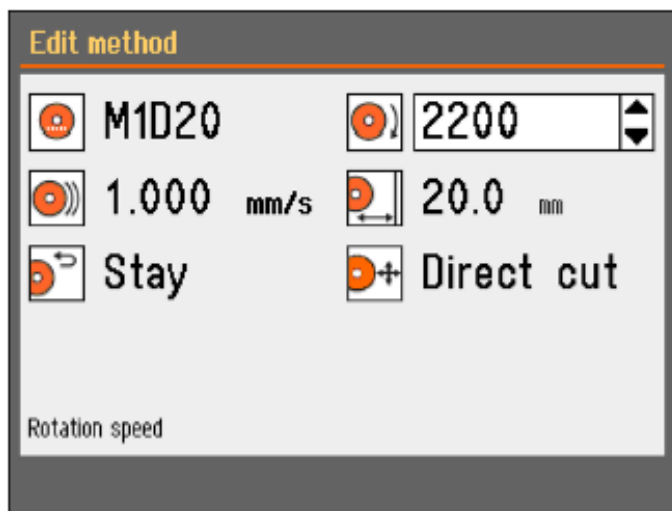 Edit method
M1D20 2200
1.000 mm/s 20.0 mm
Stay Direct cut
Rotation speed